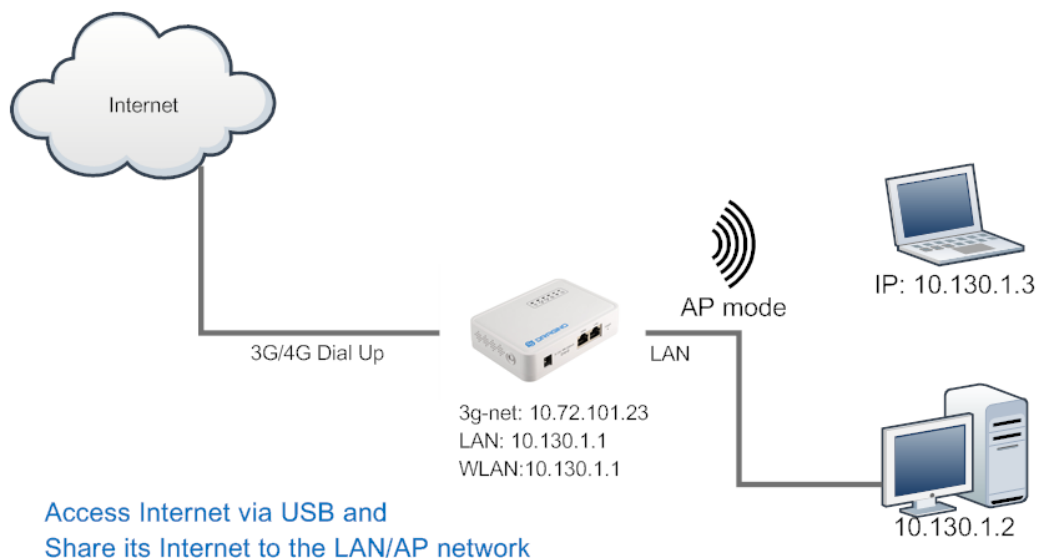 Internet
AP mode
IP: 10.130.1.3
3G/4G Dial Up
DRAGINO
LAN
3g-net: 10.72.101.23
LAN: 10.130.1.1
WLAN:10.130.1.1
10.130.1.2
Access Internet via USB and
Share its Internet to the LAN/AP network